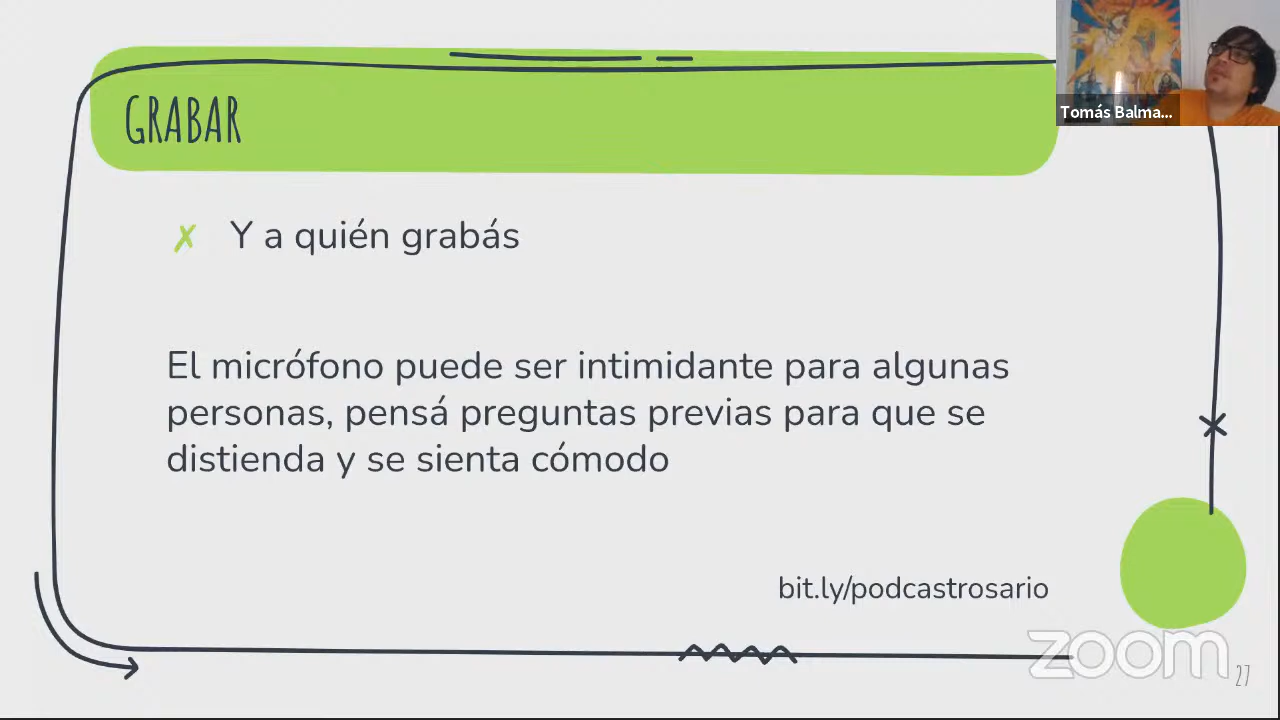 GRABAR
Tomás Balma...
✗ Y a quién grabás
El micrófono puede ser intimidante para algunas
personas, pensá preguntas previas para que se
distienda y se sienta cómodo
bit.ly/podcastrosario
zoom
27